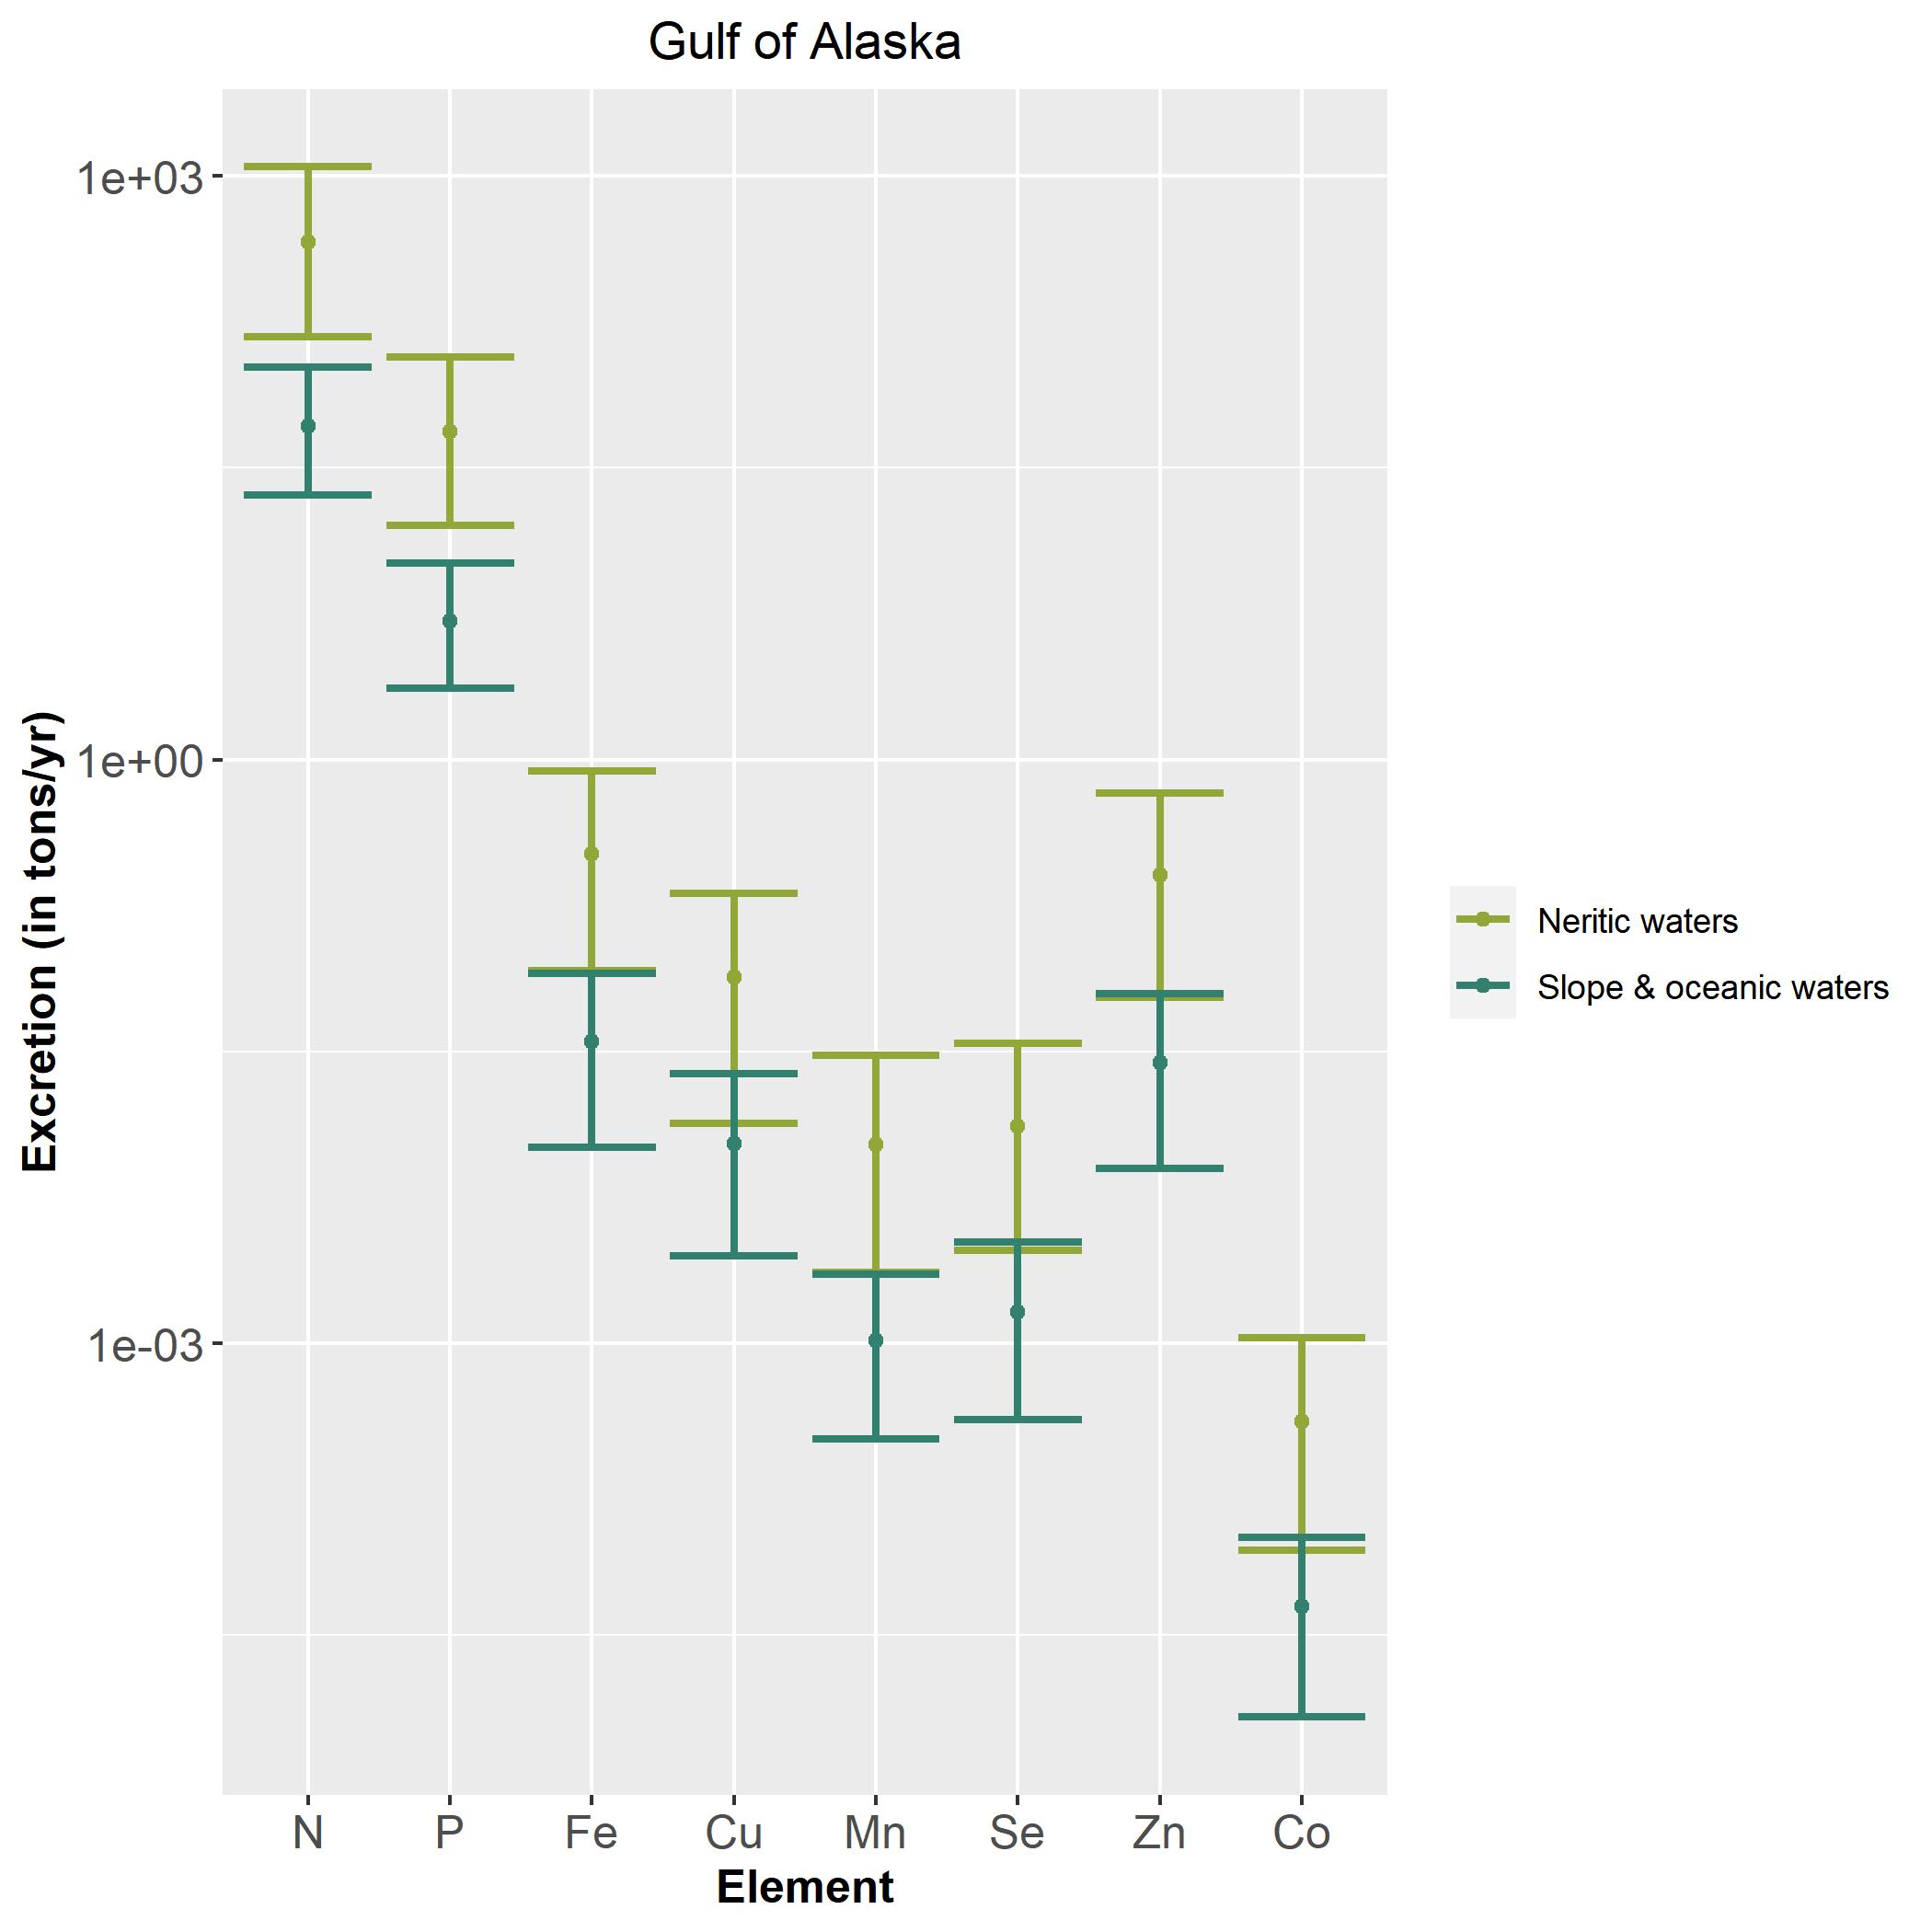 Gulf of Alaska
Excretion (in tons/yr)
1e+03
1e+00
1e-03
N P Fe Cu Mn Se Zn Co
Element
Neritic waters
Slope & oceanic waters